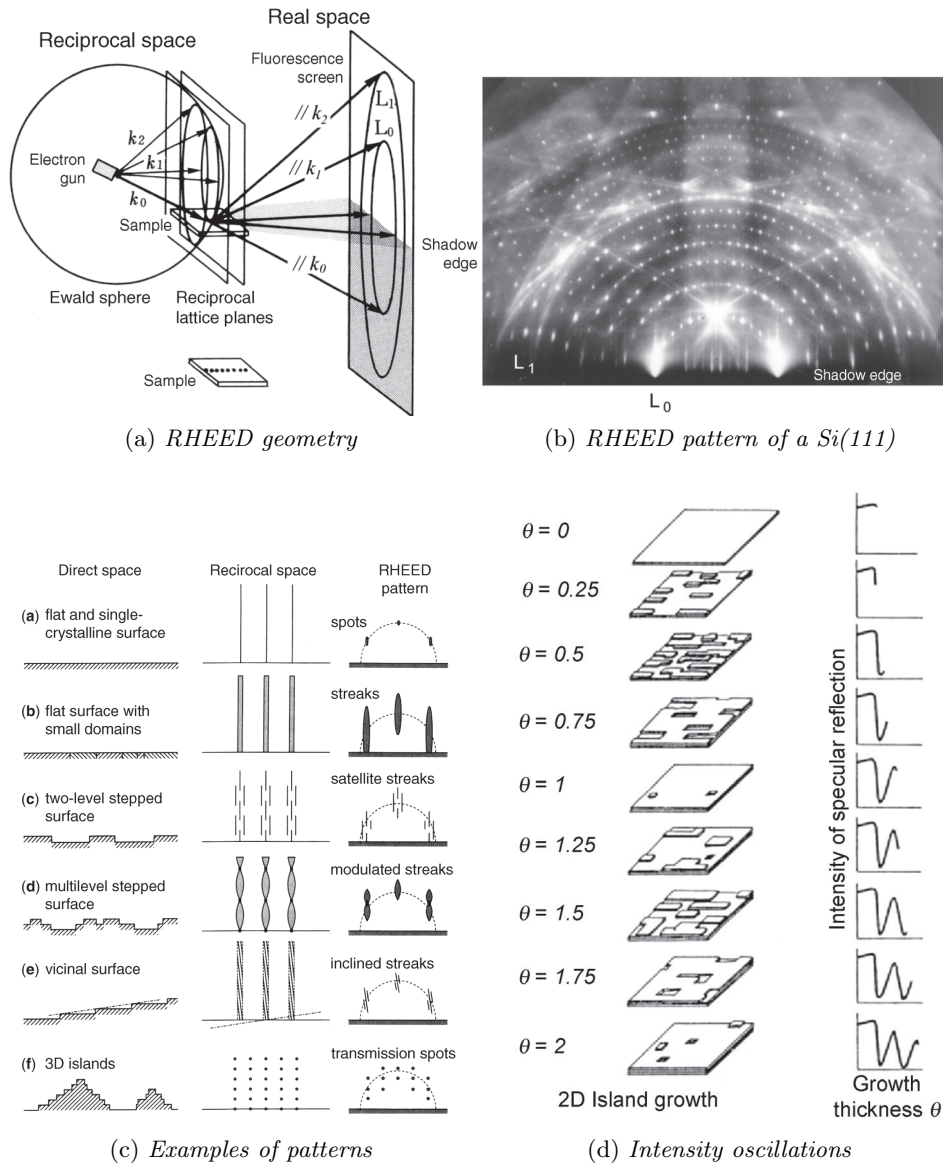 Reciprocal space
Real space
Fluorescence
screen
L₁
L₀
// k₂
// k₁
// k₀
k₂
k₁
k₀
Electron
gun
Sample
Shadow
edge
Ewald sphere
Reciprocal
lattice planes
Sample
L₁
Shadow edge
L₀
(a) RHEED geometry
(b) RHEED pattern of a Si(111)
Direct space
Recirocal space
RHEED
pattern
(a) flat and single-
crystalline surface
spots
(b) flat surface with
small domains
streaks
(c) two-level stepped
surface
satellite streaks
(d) multilevel stepped
surface
modulated streaks
(e) vicinal surface
inclined streaks
(f) 3D islands
transmission spots
θ = 0
θ = 0.25
θ = 0.5
θ = 0.75
θ = 1
θ = 1.25
θ = 1.5
θ = 1.75
θ = 2
Intensity of specular reflection
2D Island growth
Growth
thickness θ
(c) Examples of patterns
(d) Intensity oscillations